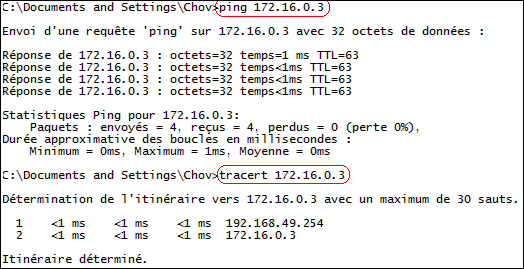 C:\Documents and Settings\Chov>ping 172.16.0.3
Envoi d'une requête 'ping' sur 172.16.0.3 avec 32 octets de données :
Réponse de 172.16.0.3 : octets=32 temps=1 ms TTL=63
Réponse de 172.16.0.3 : octets=32 temps<1ms TTL=63
Réponse de 172.16.0.3 : octets=32 temps<1ms TTL=63
Réponse de 172.16.0.3 : octets=32 temps<1ms TTL=63
Statistiques Ping pour 172.16.0.3:
    Paquets : envoyés = 4, reçus = 4, perdus = 0 (perte 0%),
Durée approximative des boucles en millisecondes :
    Minimum = 0ms, Maximum = 1ms, Moyenne = 0ms
C:\Documents and Settings\Chov>tracert 172.16.0.3
Détermination de l'itinéraire vers 172.16.0.3 avec un maximum de 30 sauts.
  1    <1 ms    <1 ms    <1 ms  192.168.49.254
  2    <1 ms    <1 ms    <1 ms  172.16.0.3
Itinéraire déterminé.